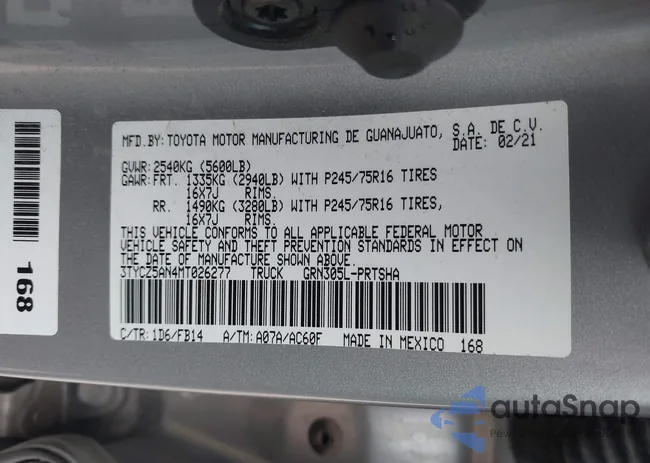 MFD.BY: TOYOTA MOTOR MANUFACTURING DE GUANAJUATO, S.A. DE C.V.
DATE: 02/21
GVWR: 2540KG (5600LB)
GAWR: FRT. 1335KG (2940LB) WITH P245/75R16 TIRES
16X7J RIMS.
RR. 1490KG (3280LB) WITH P245/75R16 TIRES,
16X7J RIMS.
THIS VEHICLE CONFORMS TO ALL APPLICABLE FEDERAL MOTOR
VEHICLE SAFETY AND THEFT PREVENTION STANDARDS IN EFFECT ON
THE DATE OF MANUFACTURE SHOWN ABOVE.
3TYCZ5AN4MT026277 TRUCK GRN305L-PRTSHA
C/TR: 1D6/FB14 A/TM: A07A/AC60F MADE IN MEXICO 168
168
autoSnap